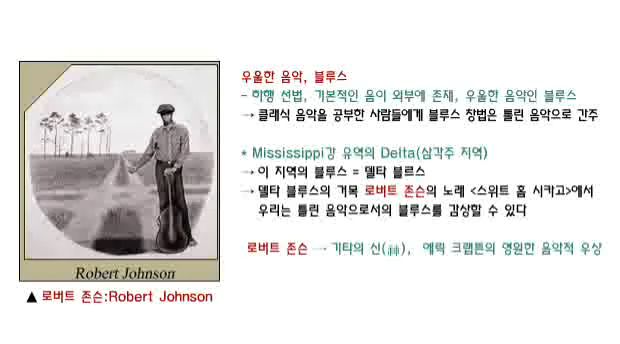 우울한 음악, 블루스
- 하행 선법, 기본적인 음이 외부에 존재, 우울한 음악인 블루스
→ 클래식 음악을 공부한 사람들에게 블루스 창법은 틀린 음악으로 간주
* Mississippi강 유역의 Delta(삼각주 지역)
→ 이 지역의 블루스 = 델타 블르스
→ 델타 블루스의 거목 로버트 존슨의 노래 <스위트 홈 시카고>에서
우리는 틀린 음악으로서의 블루스를 감상할 수 있다
로버트 존슨 → 기타의 신(神), 에릭 크랩튼의 영원한 음악적 우상
Robert Johnson
▲ 로버트 존슨:Robert Johnson